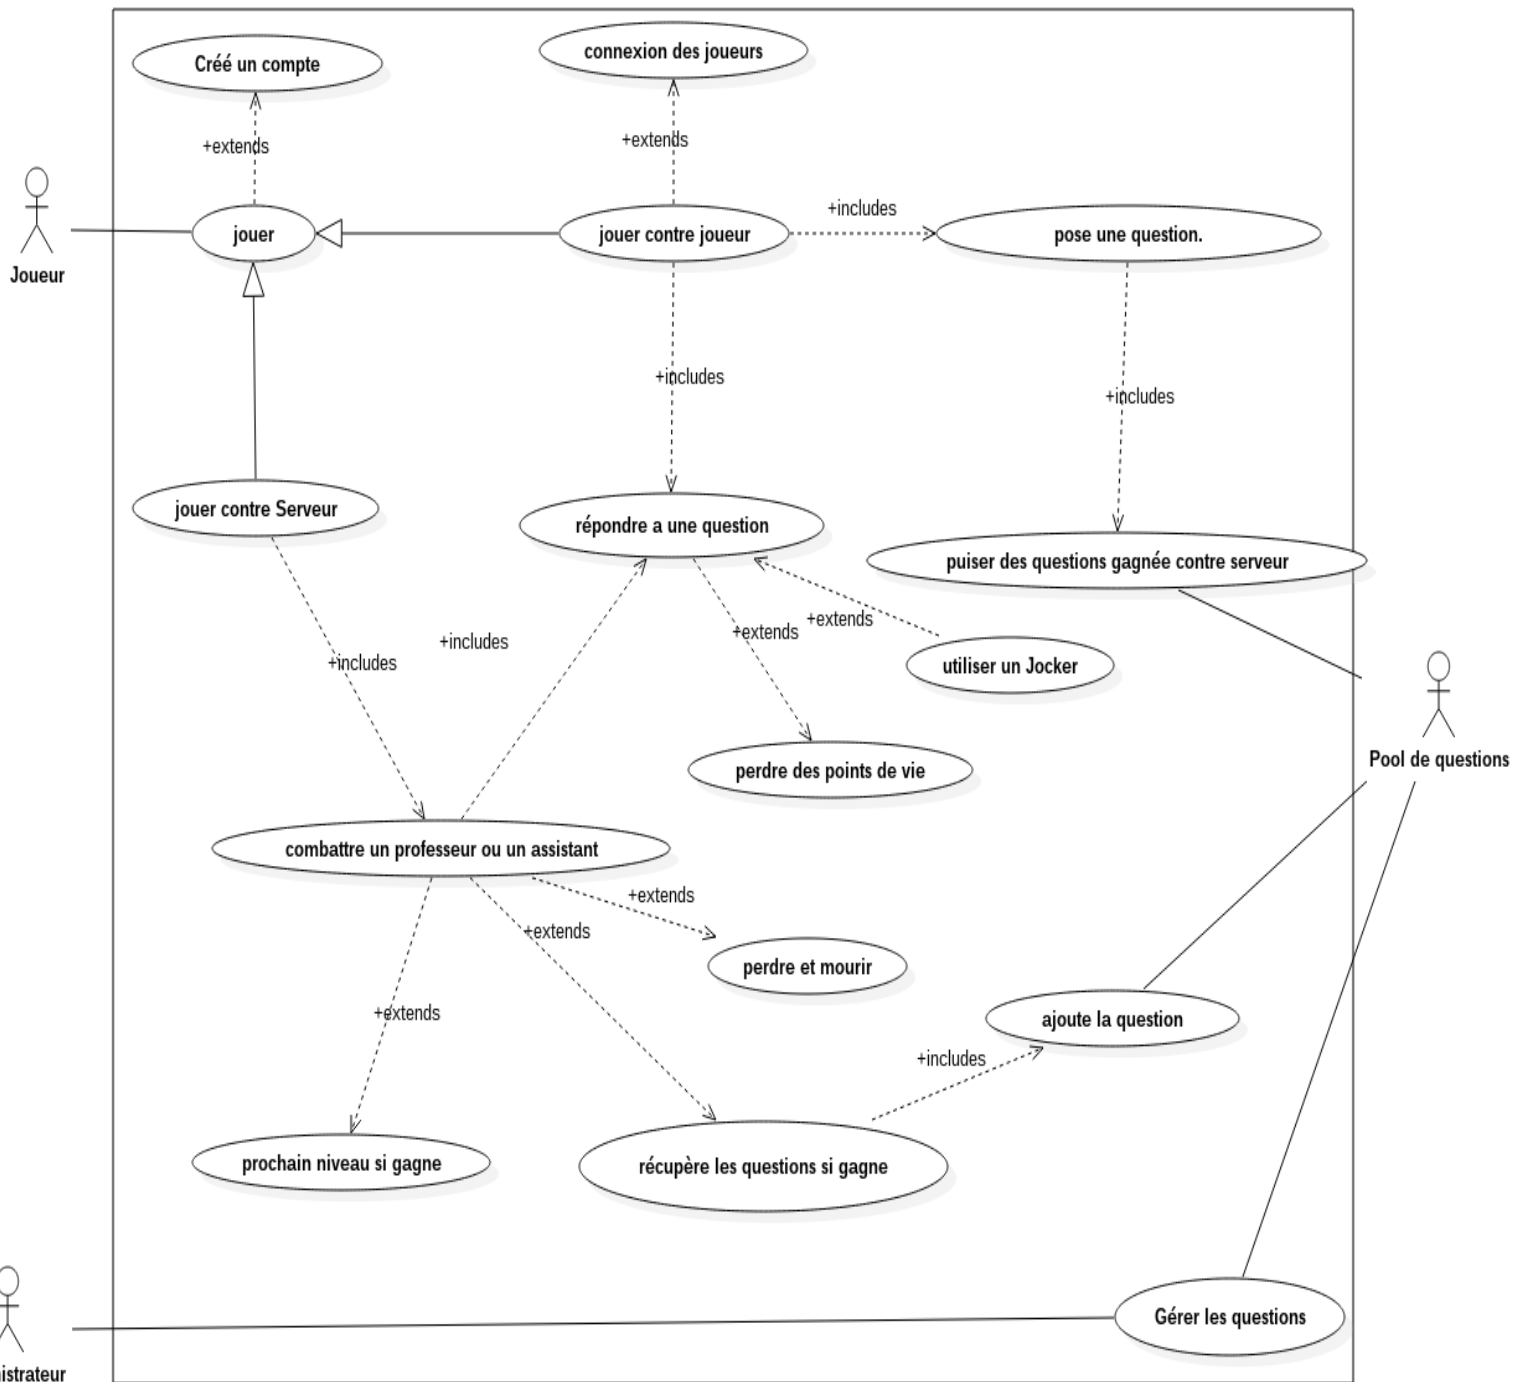 connexion des joueurs
Créé un compte
+extends
+extends
+includes
jouer
jouer contre joueur
pose une question.
Joueur
+includes
+includes
jouer contre Serveur
répondre a une question
puiser des questions gagnée contre serveur
+extends
+extends
+includes
+includes
utiliser un Jocker
Pool de questions
perdre des points de vie
combattre un professeur ou un assistant
+extends
+extends
perdre et mourir
+extends
ajoute la question
+includes
prochain niveau si gagne
récupère les questions si gagne
Gérer les questions
istrateur